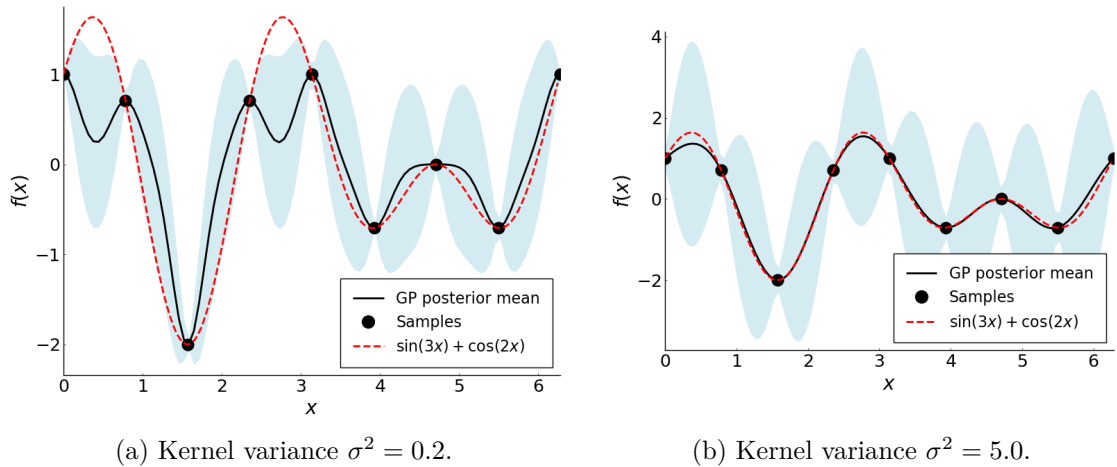 1
0
−1
−2
0
1
2
3
4
5
6
f(x)
x
GP posterior mean
Samples
sin(3x) + cos(2x)
(a) Kernel variance σ² = 0.2.
4
2
0
−2
0
1
2
3
4
5
6
f(x)
x
GP posterior mean
Samples
sin(3x) + cos(2x)
(b) Kernel variance σ² = 5.0.